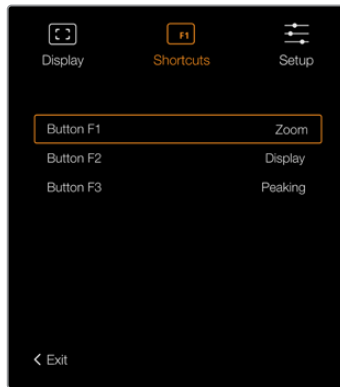 F1
Display Shortcuts Setup
Button F1 Zoom
Button F2 Display
Button F3 Peaking
Exit